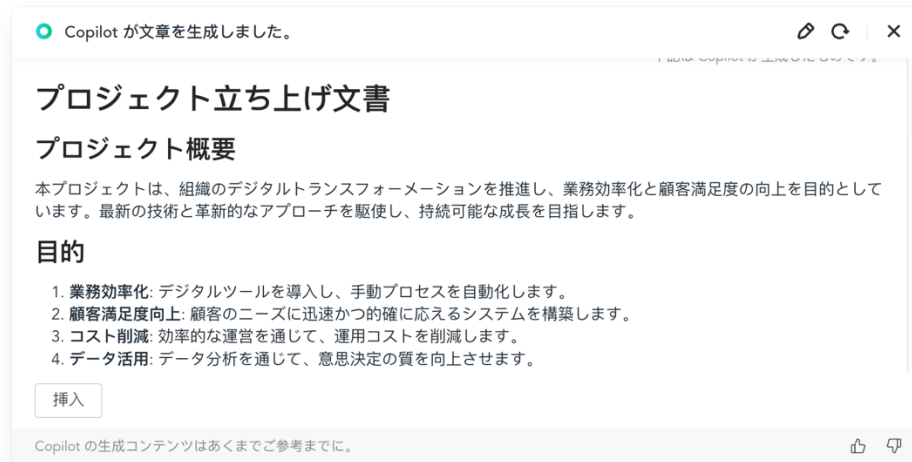 Copilot が文章を生成しました。
プロジェクト立ち上げ文書
プロジェクト概要
本プロジェクトは、組織のデジタルトランスフォーメーションを推進し、業務効率化と顧客満足度の向上を目的として
います。最新の技術と革新的なアプローチを駆使し、持続可能な成長を目指します。
目的
1. 業務効率化: デジタルツールを導入し、手動プロセスを自動化します。
2. 顧客満足度向上: 顧客のニーズに迅速かつ的確に応えるシステムを構築します。
3. コスト削減: 効率的な運営を通じて、運用コストを削減します。
4. データ活用: データ分析を通じて、意思決定の質を向上させます。
挿入
Copilot の生成コンテンツはあくまでご参考までに。